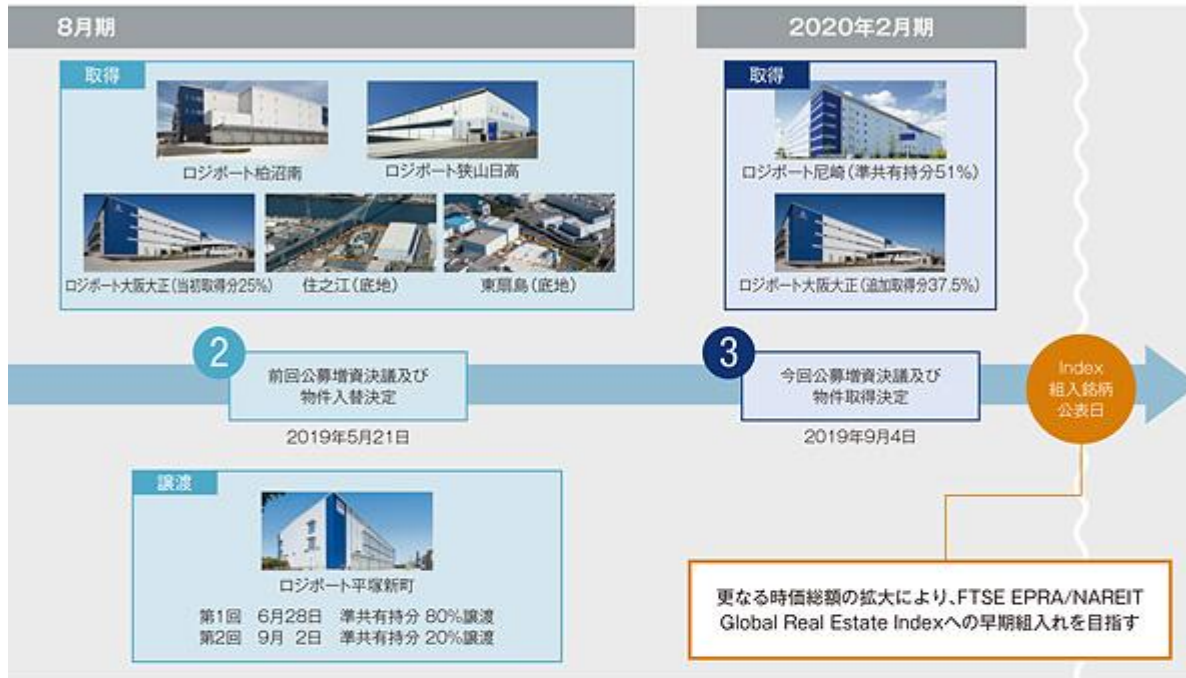 8月期
2020年2月期
取得
ロジポート柏沼南
ロジポート狭山日高
ロジポート大阪大正(当初取得分25%)
住之江(底地)
東扇島(底地)
取得
ロジポート尼崎(準共有持分51%)
ロジポート大阪大正(追加取得分37.5%)
2
前回公募増資決議及び
物件入替決定
2019年5月21日
3
今回公募増資決議及び
物件取得決定
2019年9月4日
Index
組入銘柄
公表日
譲渡
ロジポート平塚新町
第1回 6月28日 準共有持分 80%譲渡
第2回 9月 2日 準共有持分 20%譲渡
更なる時価総額の拡大により、FTSE EPRA/NAREIT
Global Real Estate Indexへの早期組入れを目指す